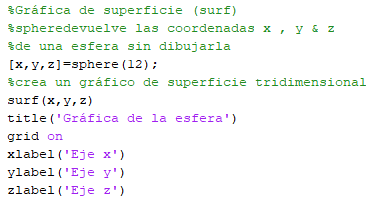 %Gráfica de superficie (surf)
%spheredevuelve las coordenadas x , y & z
%de una esfera sin dibujarla
[x,y,z]=sphere(12);
%crea un gráfico de superficie tridimensional
surf(x,y,z)
title('Gráfica de la esfera')
grid on
xlabel('Eje x')
ylabel('Eje y')
zlabel('Eje z')